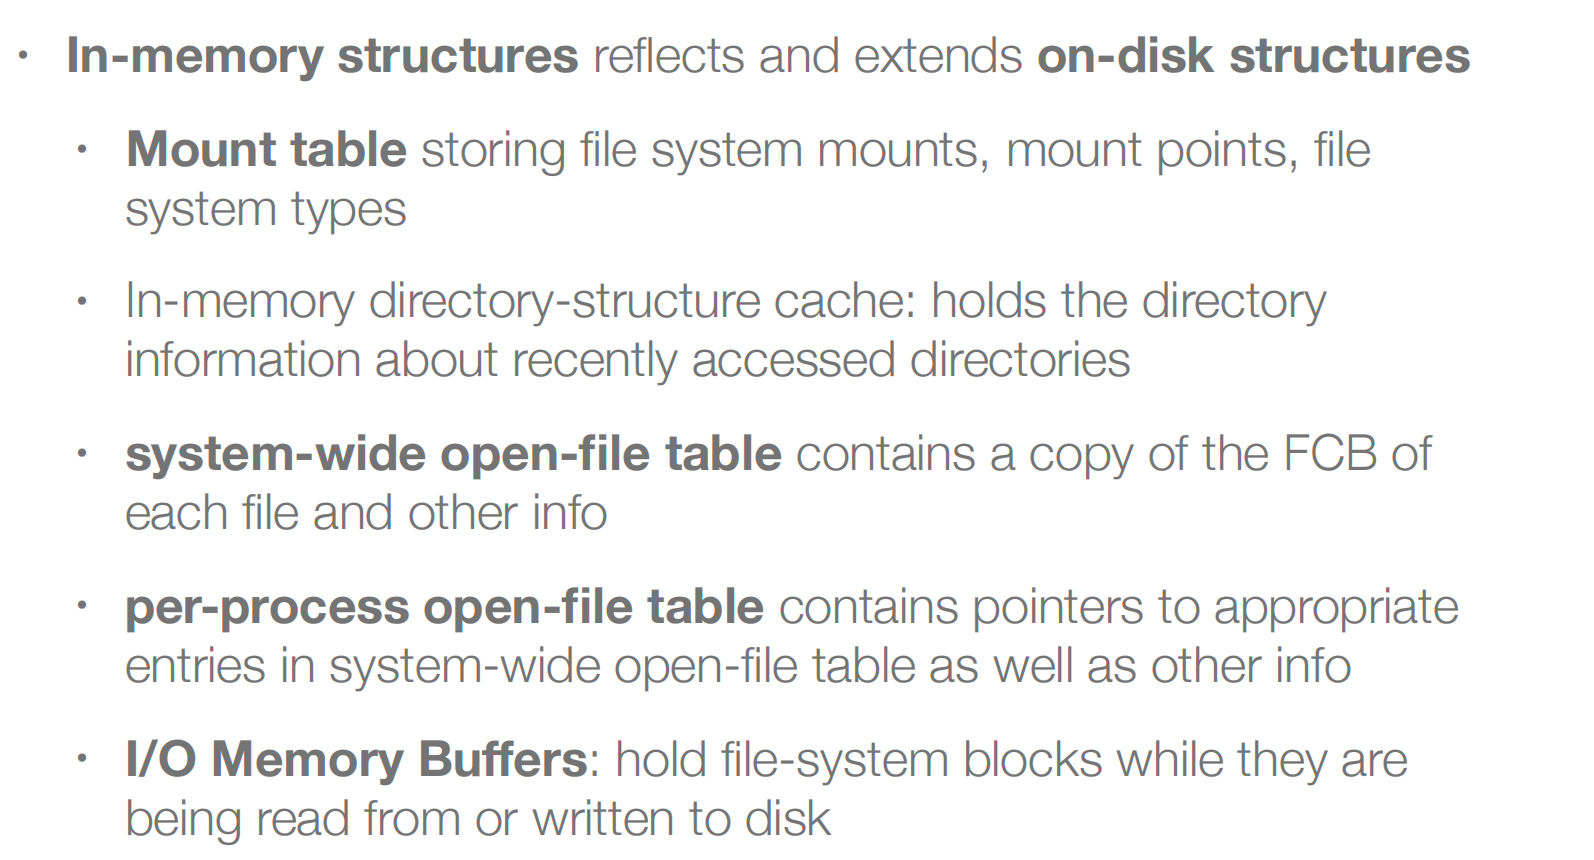 • In-memory structures reflects and extends on-disk structures
• Mount table storing file system mounts, mount points, file
system types
• In-memory directory-structure cache: holds the directory
information about recently accessed directories
• system-wide open-file table contains a copy of the FCB of
each file and other info
• per-process open-file table contains pointers to appropriate
entries in system-wide open-file table as well as other info
• I/O Memory Buffers: hold file-system blocks while they are
being read from or written to disk